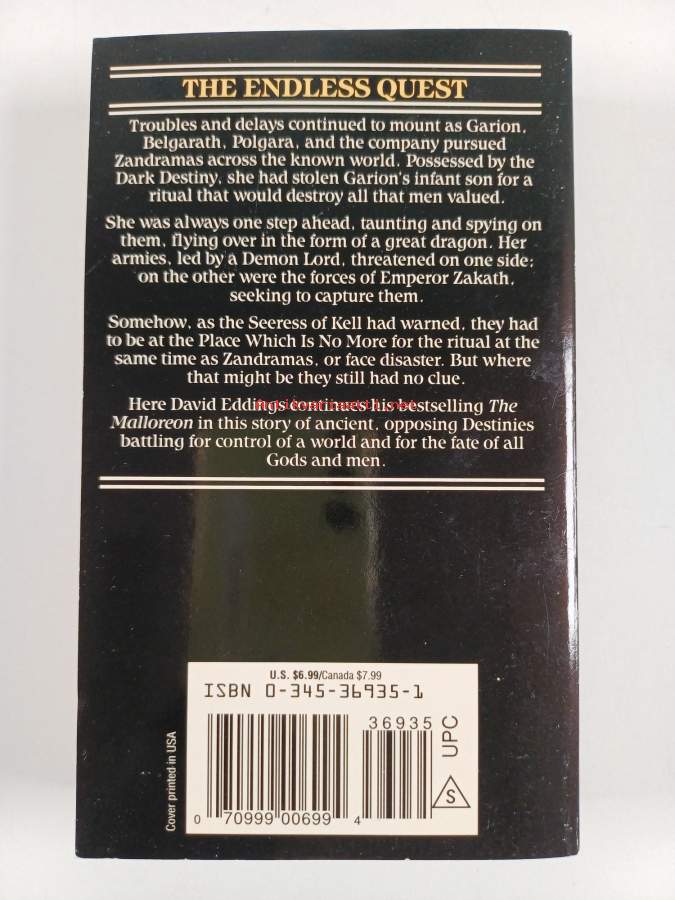 THE ENDLESS QUEST
Troubles and delays continued to mount as Garion,
Belgarath, Polgara, and the company pursued
Zandramas across the known world. Possessed by the
Dark Destiny, she had stolen Garion's infant son for a
ritual that would destroy all that men valued.
She was always one step ahead, taunting and spying on
them, flying over in the form of a great dragon. Her
armies, led by a Demon Lord, threatened on one side;
on the other were the forces of Emperor Zakath,
seeking to capture them.
Somehow, as the Seeress of Kell had warned, they had
to be at the Place Which Is No More for the ritual at the
same time as Zandramas, or face disaster. But where
that might be they still had no clue.
Here David Eddings continues his bestselling The
Malloreon in this story of ancient, opposing Destinies
battling for control of a world and for the fate of all
Gods and men.
U.S. $6.99/Canada $7.99
ISBN 0-345-36935-1
36935
UPC
S
0 70999 00699 4
Cover printed in USA